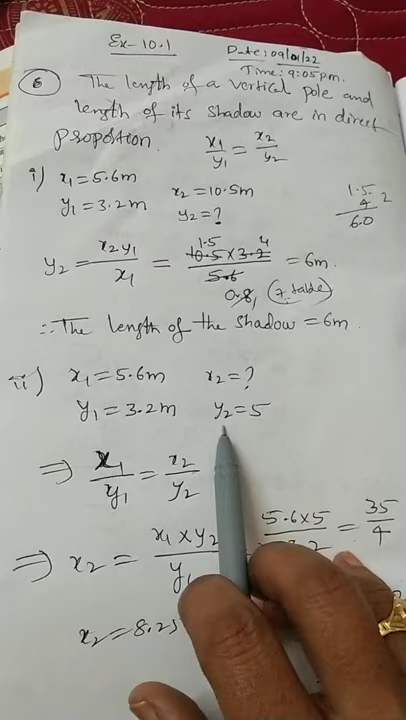 Ex-10.1
Date: 09/01/22
Time: 9:05pm.
6 The length of a vertical pole and
length of its shadow are in direct
proportion. x1/y1 = x2/y2
i) x1 = 5.6m x2 = 10.5m
y1 = 3.2m y2 = ?
1.5
4 2
6.0
y2 = x2y1/x1 = 10.5 × 3.2/5.6 = 6m.
1.5 4
0.8, (7 table)
∴ The length of the shadow = 6m.
ii) x1 = 5.6m x2 = ?
y1 = 3.2m y2 = 5
⇒ x1/y1 = x2/y2
⇒ x2 = x1 × y2/y1 5.6×5/3.2 = 35/4
x2 = 8.25